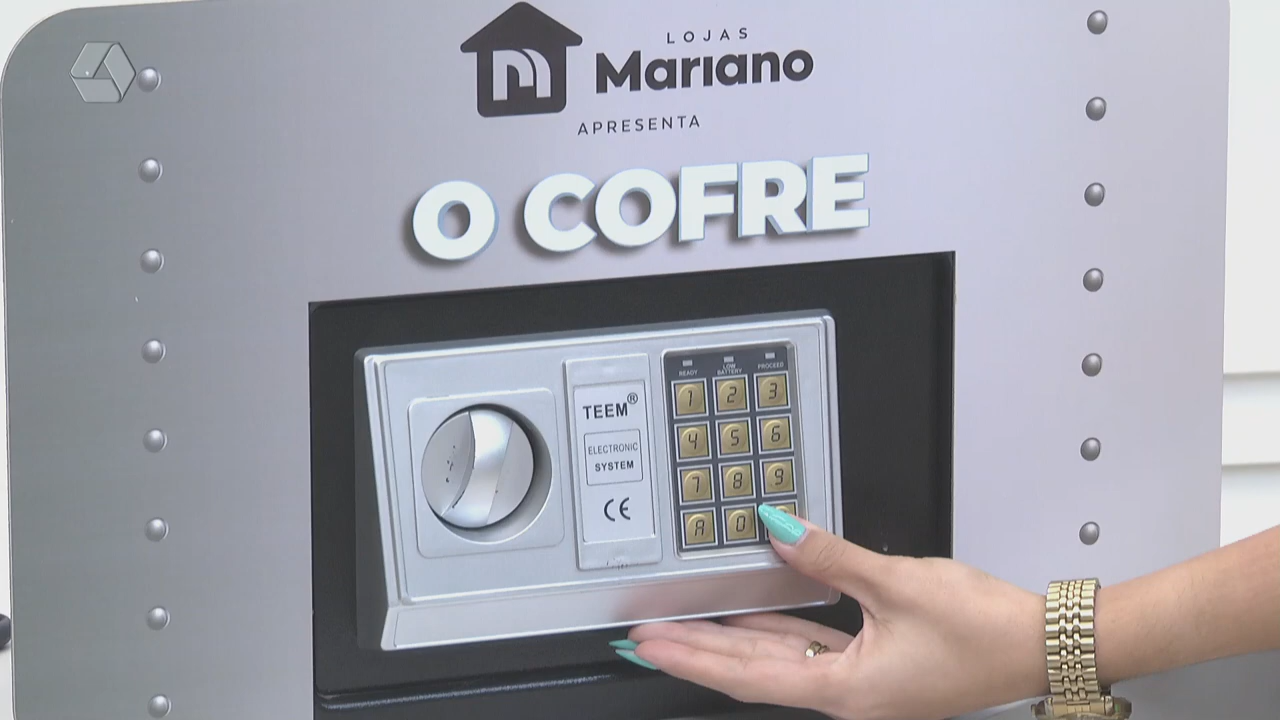 LOJAS
Mariano
APRESENTA
O COFRE
TEEM®
ELECTRONIC
SYSTEM
CE
READY LOW BATTERY PROCEED
1 2 3
4 5 6
7 8 9
A 0